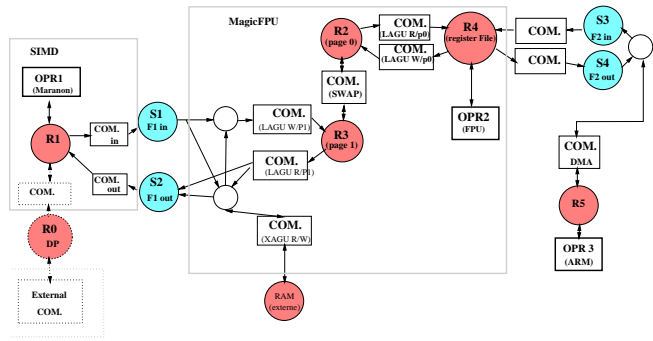 MagicFPU
SIMD
OPR1
(Maranon)
R1
COM.
in
COM.
out
COM.
R0
DP
External
COM.
S1
F1 in
S2
F1 out
COM.
(LAGU W/P1)
COM.
(LAGU R/P1)
COM.
(XAGU R/W)
RAM
(externe)
R2
(page 0)
COM.
(SWAP)
R3
(page 1)
COM.
(LAGU R/p0)
COM.
(LAGU W/p0
R4
(register File)
OPR2
(FPU)
COM.
COM.
S3
F2 in
S4
F2 out
COM.
DMA
R5
OPR 3
(ARM)